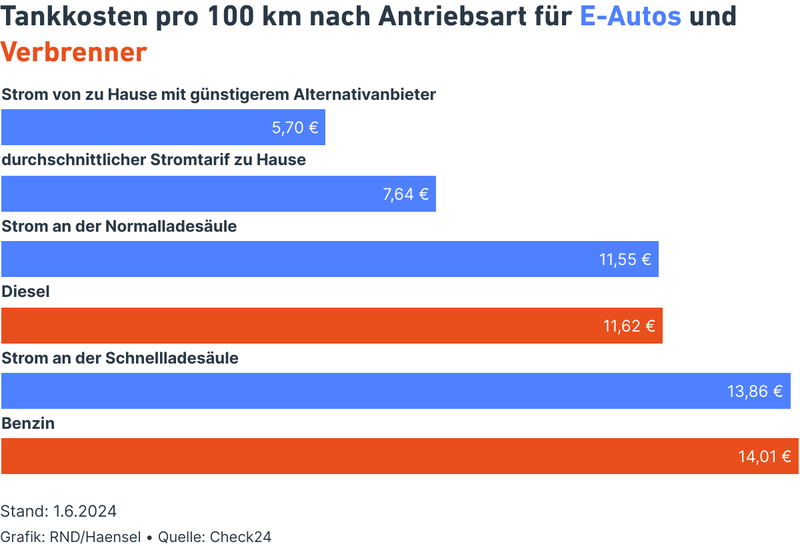 Tankkosten pro 100 km nach Antriebsart für E-Autos und
Verbrenner
Strom von zu Hause mit günstigerem Alternativanbieter
5,70 €
durchschnittlicher Stromtarif zu Hause
7,64 €
Strom an der Normalladesäule
11,55 €
Diesel
11,62 €
Strom an der Schnellladesäule
13,86 €
Benzin
14,01 €
Stand: 1.6.2024
Grafik: RND/Haensel • Quelle: Check24